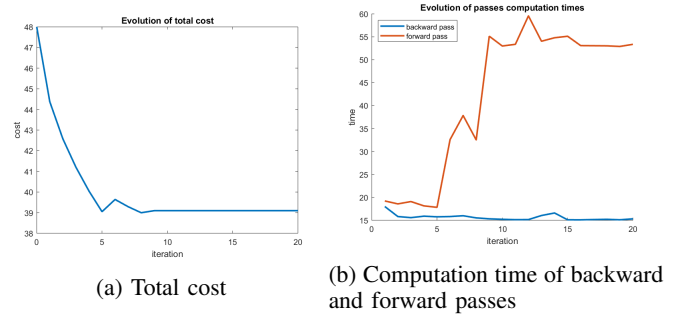 Evolution of total cost
48
47
46
45
44
43
42
41
40
39
38
cost
0
5
10
15
20
iteration
(a) Total cost
Evolution of passes computation times
backward pass
forward pass
60
55
50
45
40
35
30
25
20
15
time
0
5
10
15
20
iteration
(b) Computation time of backward
and forward passes